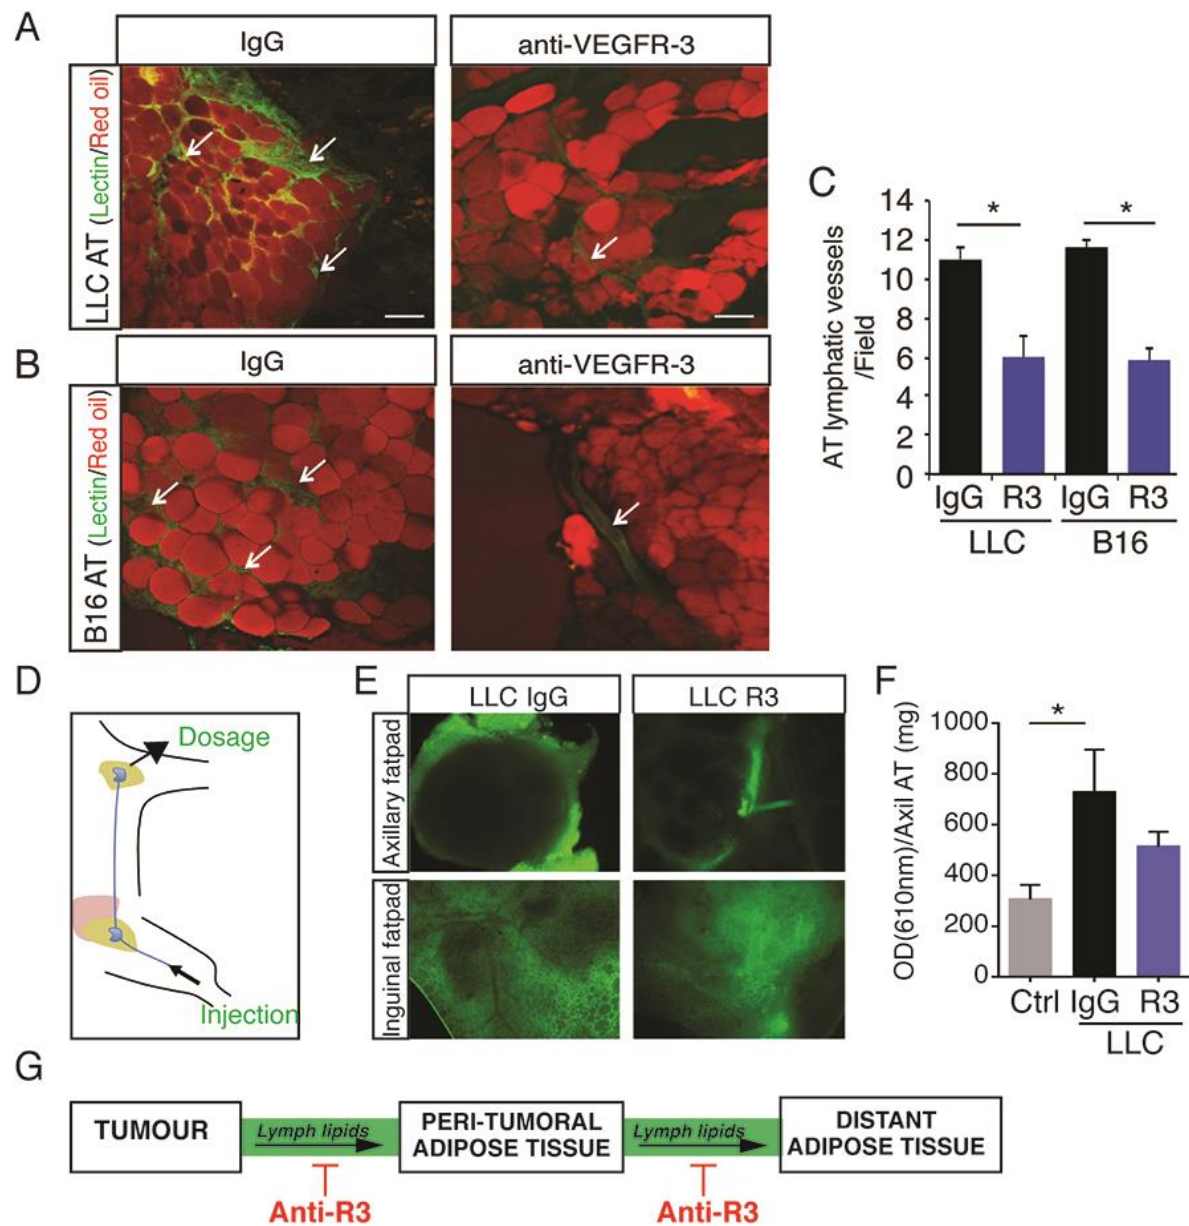 A
IgG
anti-VEGFR-3
LLC AT (Lectin/Red oil)
B
IgG
anti-VEGFR-3
B16 AT (Lectin/Red oil)
C
AT lymphatic vessels
/Field
14
12
10
8
6
4
2
0
IgG R3 IgG R3
LLC B16
D
Dosage
Injection
E
LLC IgG
LLC R3
Axillary fatpad
Inguinal fatpad
F
OD(610nm)/Axil AT (mg)
1000
800
600
400
200
0
Ctrl IgG R3
LLC
*
*
*
G
TUMOUR
Lymph lipids
PERI-TUMORAL
ADIPOSE TISSUE
Lymph lipids
DISTANT
ADIPOSE TISSUE
Anti-R3
Anti-R3